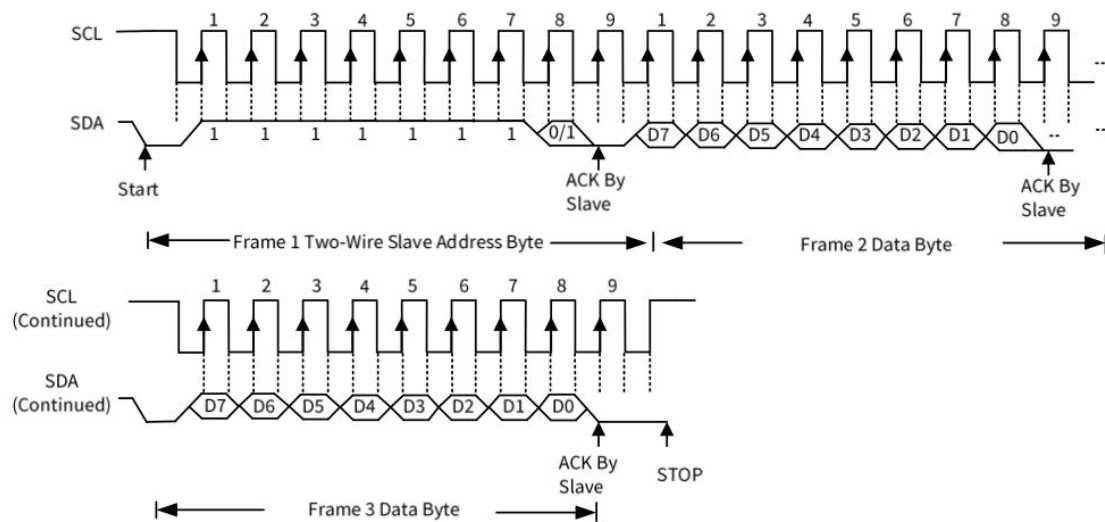 1 2 3 4 5 6 7 8 9 1 2 3 4 5 6 7 8 9
SCL
--
SDA
1 1 1 1 1 1 1 0/1 D7 D6 D5 D4 D3 D2 D1 D0 -- --
Start
ACK By
Slave
ACK By
Slave
Frame 1 Two-Wire Slave Address Byte
Frame 2 Data Byte
1 2 3 4 5 6 7 8 9
SCL
(Continued)
SDA
(Continued)
D7 D6 D5 D4 D3 D2 D1 D0
ACK By
Slave
STOP
Frame 3 Data Byte